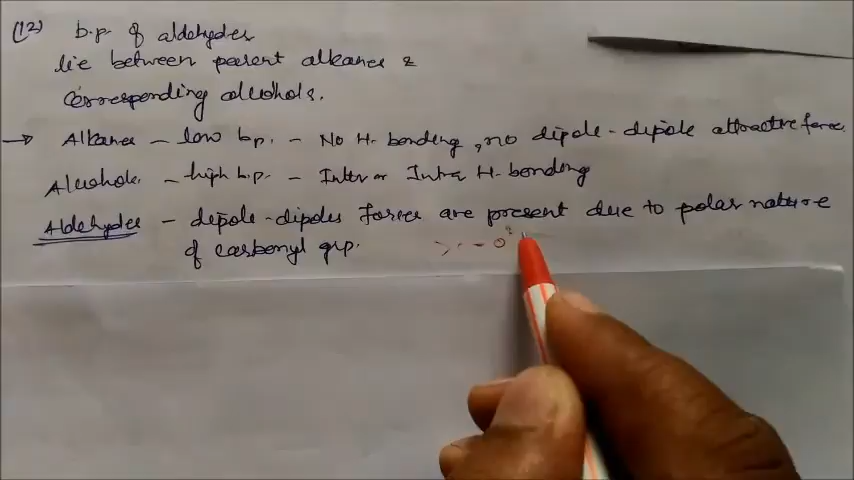 (12) b.p. of aldehydes
lie between parent alkanes &
corresponding alcohols.
→ Alkanes - low b.p. - No H-bonding, no dipole-dipole attractive force.
Alcohols. - high b.p. - Inter or Intra H-bonding
Aldehydes - dipole-dipoles forces are present due to polar nature
of carbonyl grp.